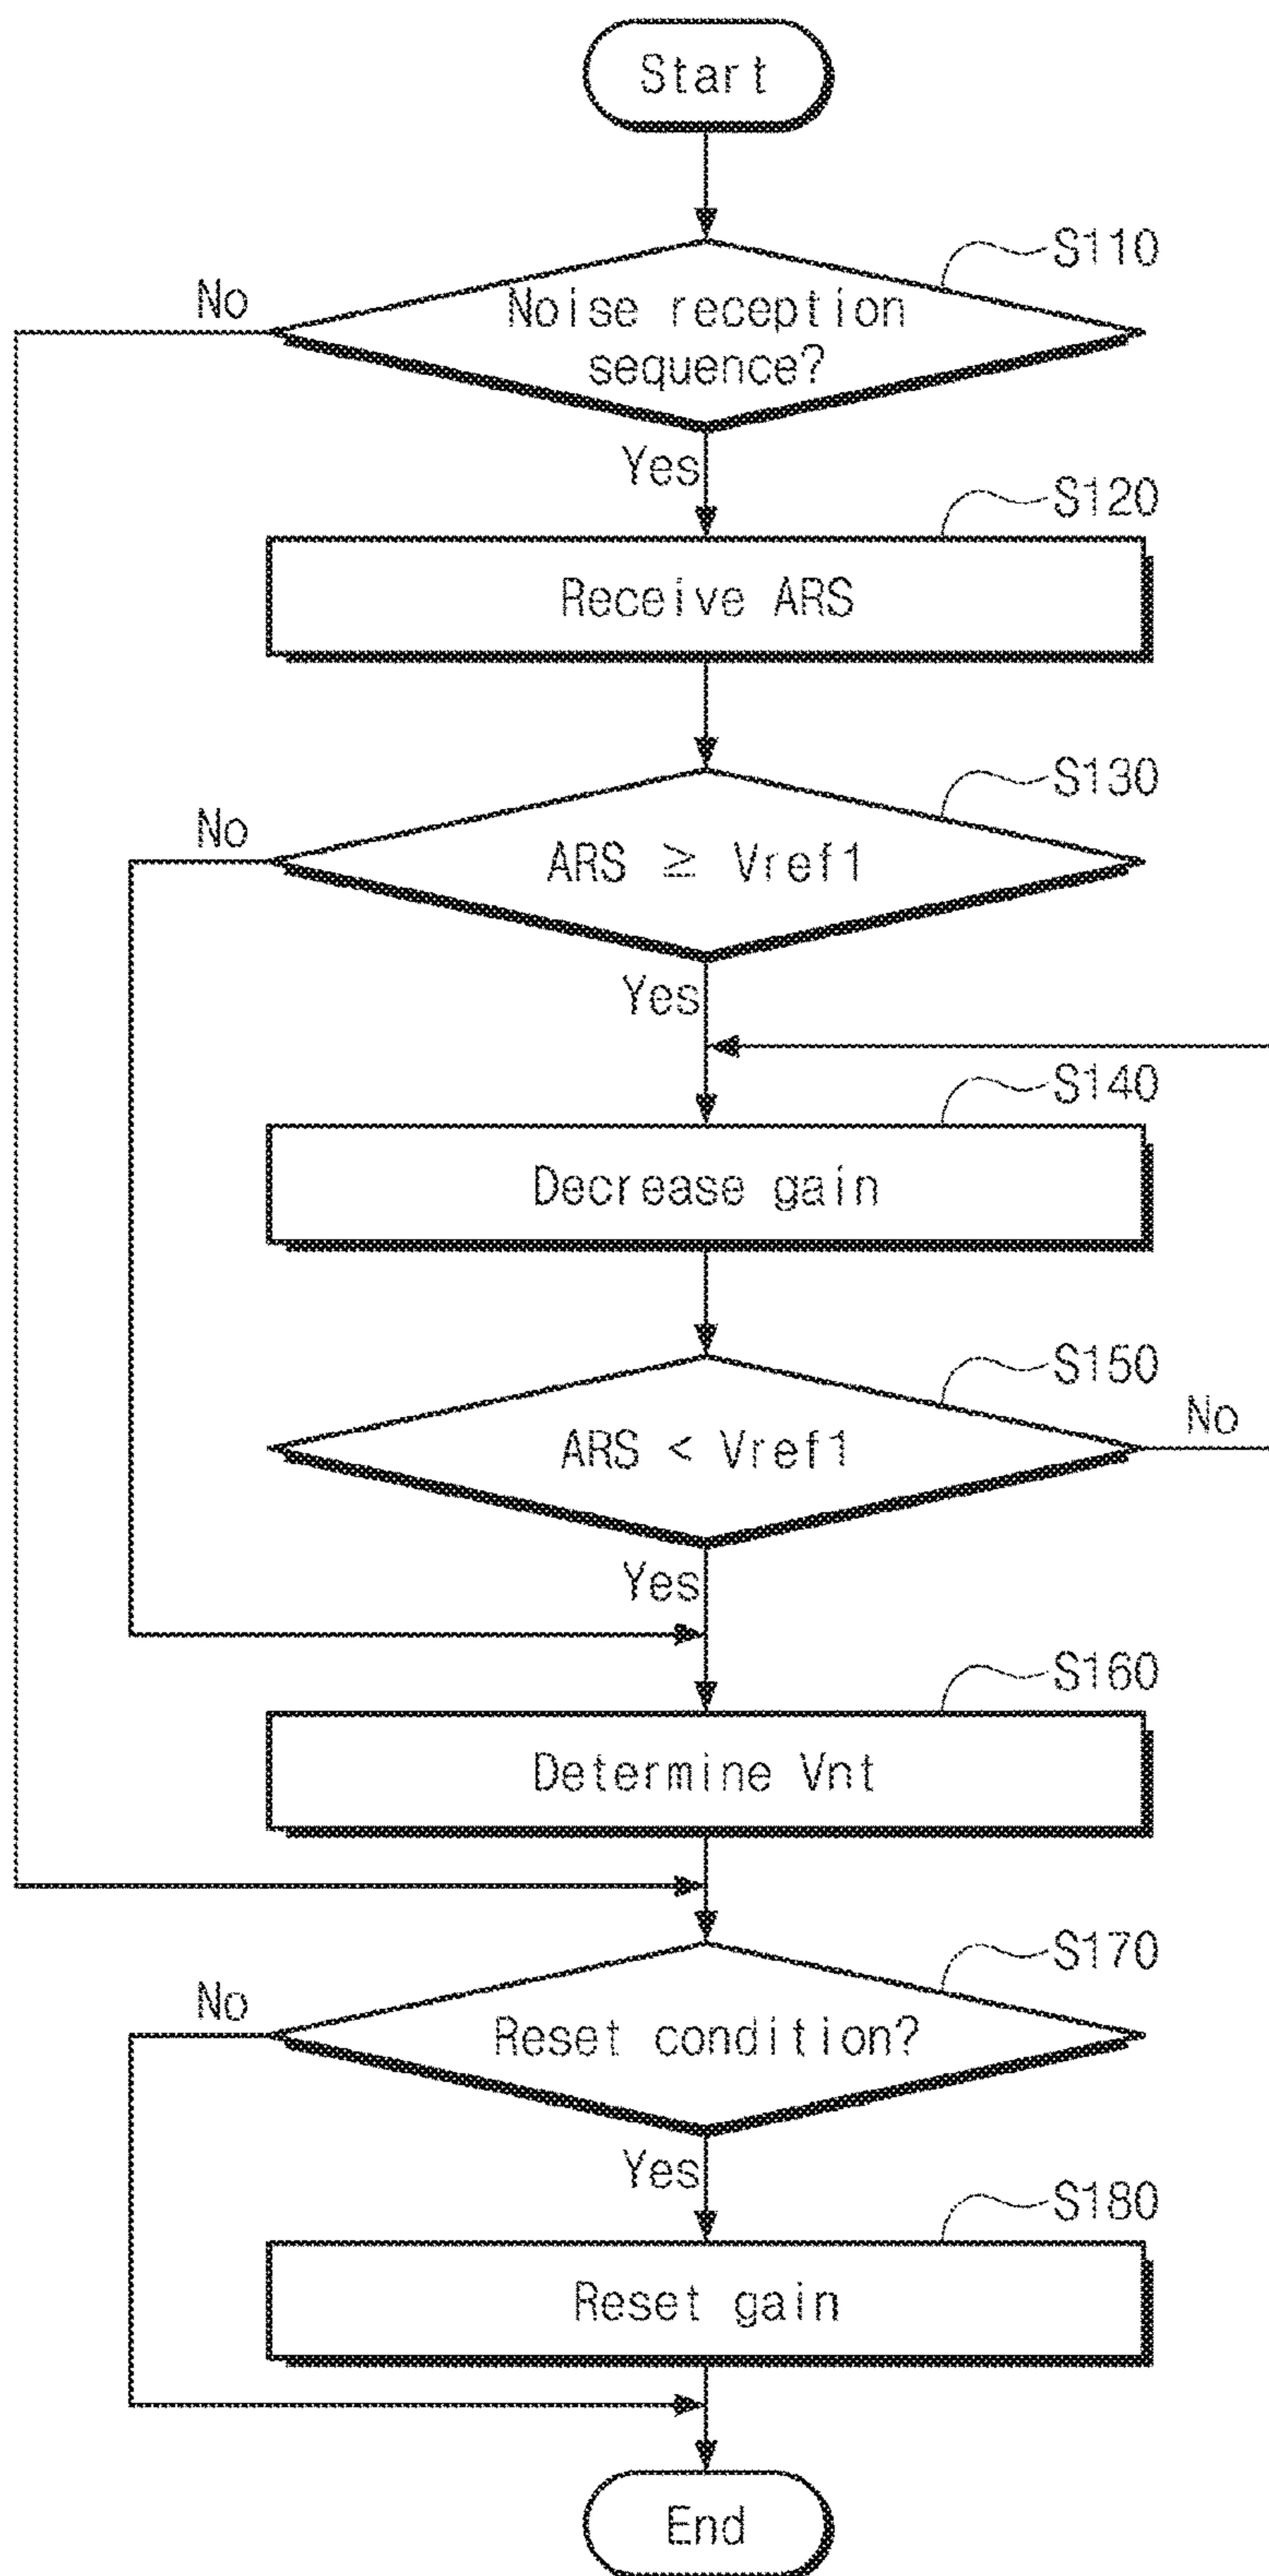 Start
S110
No
Noise reception
sequence?
Yes
S120
Receive ARS
S130
No
ARS ≥ Vref1
Yes
S140
Decrease gain
S150
No
ARS < Vref1
Yes
S160
Determine Vnt
S170
No
Reset condition?
Yes
S180
Reset gain
End